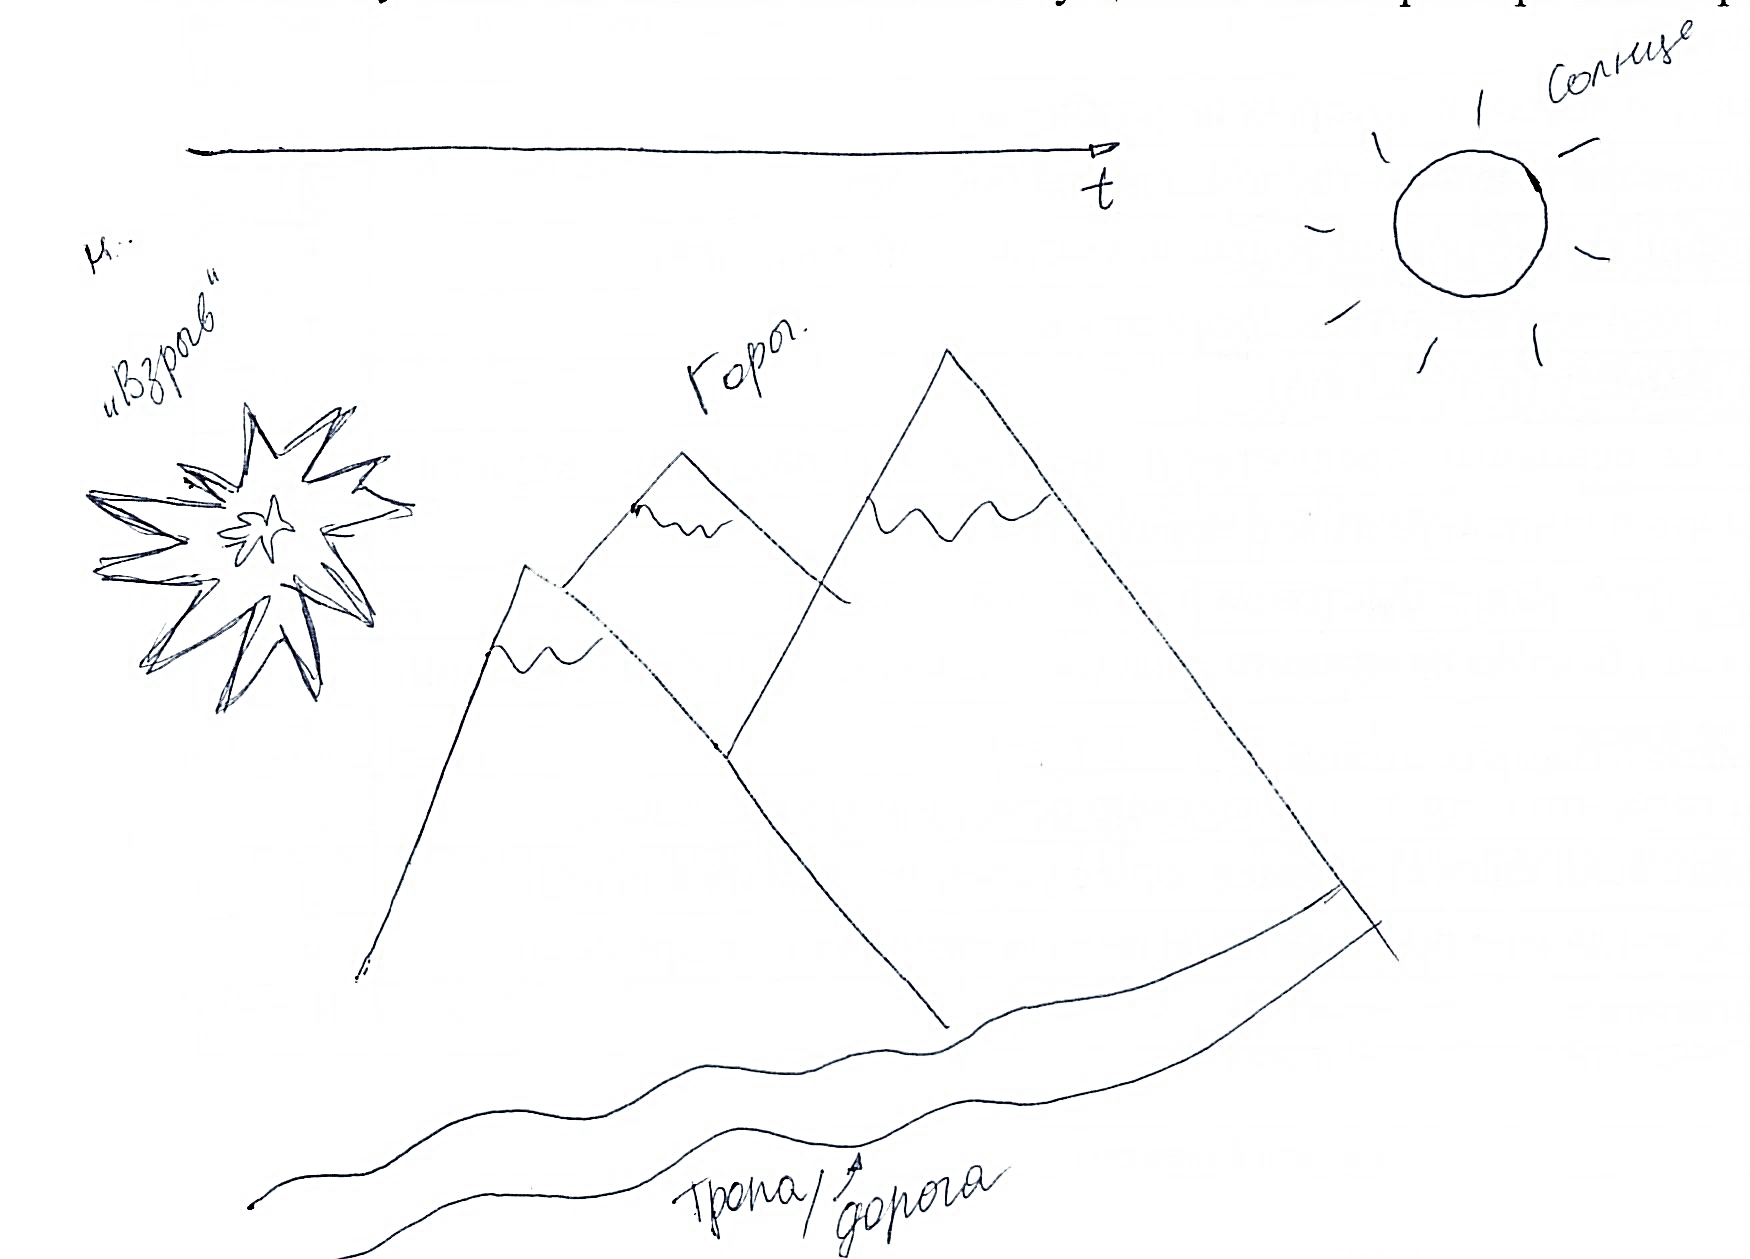 Солнце
t
„Взрыв“
Горы.
Тропа/дорога